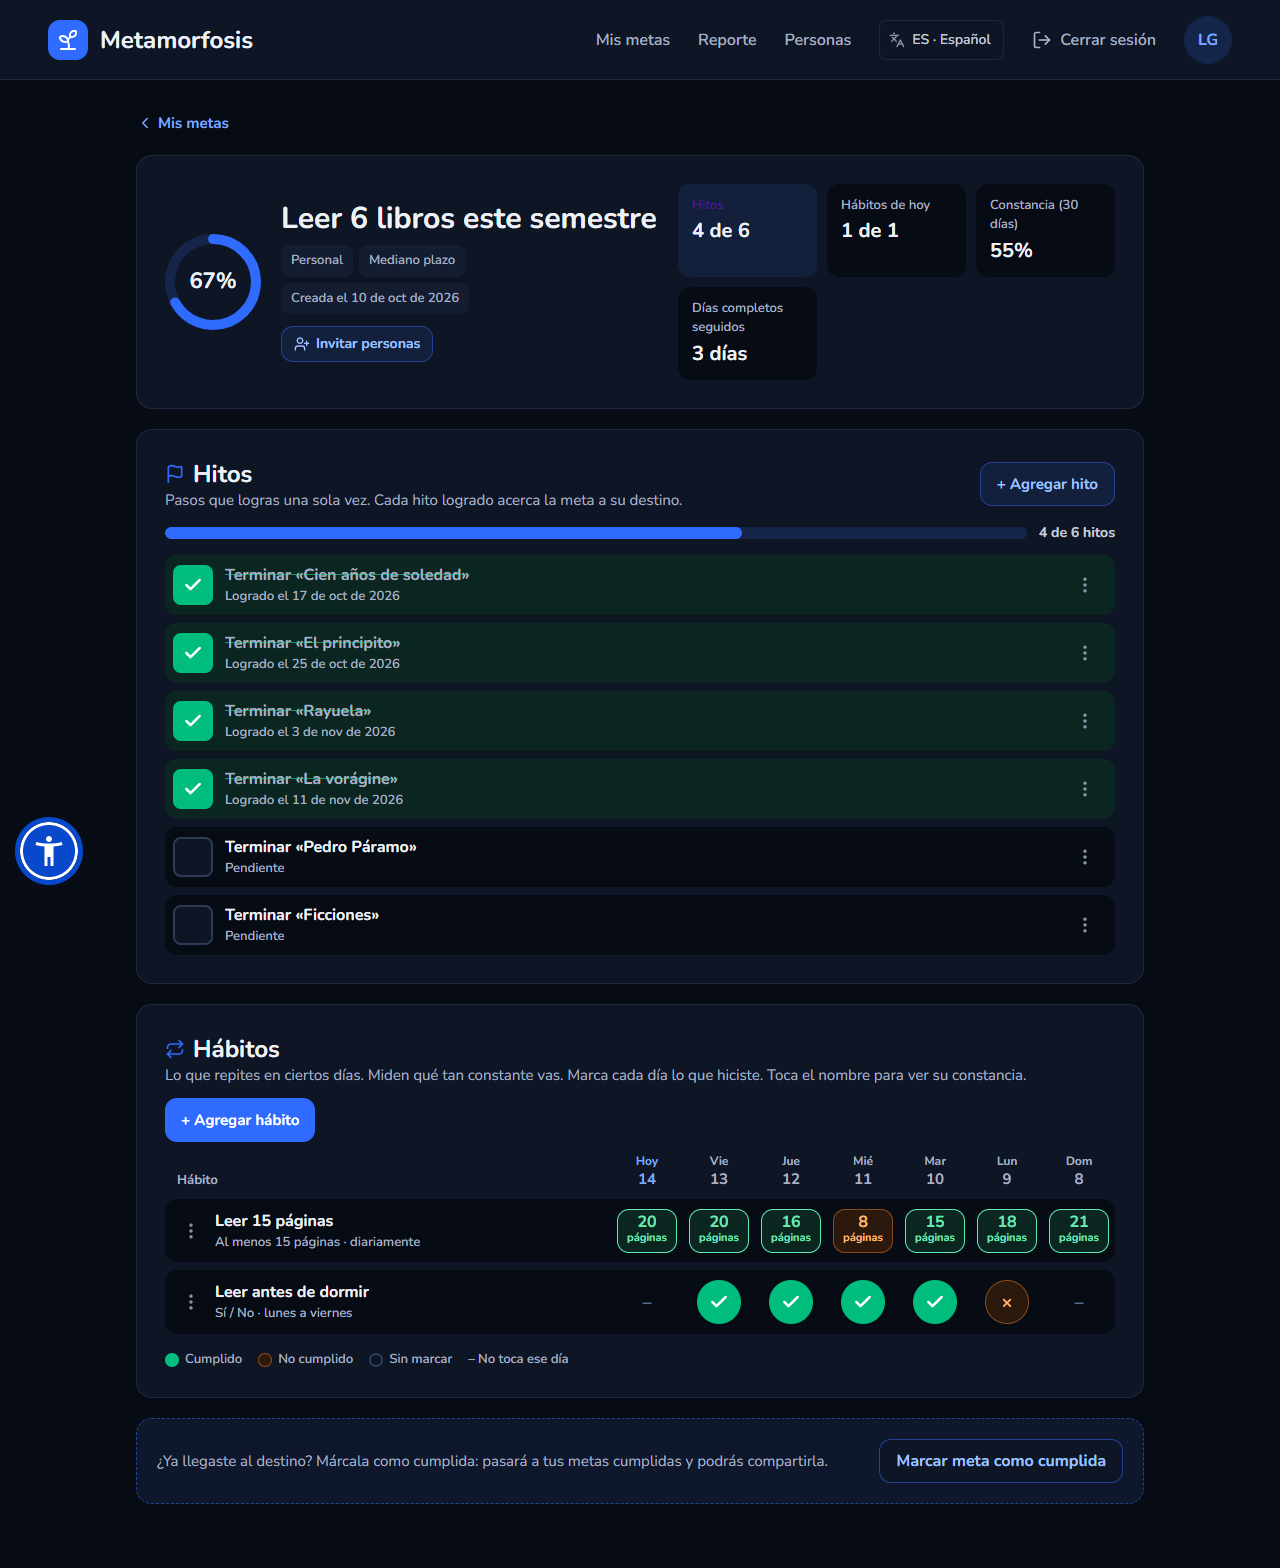 Metamorfosis
Mis metas
Reporte
Personas
ES · Español
Cerrar sesión
LG
Mis metas
67%
Leer 6 libros este semestre
Personal
Mediano plazo
Creada el 10 de oct de 2026
Invitar personas
Hitos
4 de 6
Hábitos de hoy
1 de 1
Constancia (30
días)
55%
Días completos
seguidos
3 días
Hitos
Pasos que logras una sola vez. Cada hito logrado acerca la meta a su destino.
+ Agregar hito
4 de 6 hitos
Terminar «Cien años de soledad»
Logrado el 17 de oct de 2026
Terminar «El principito»
Logrado el 25 de oct de 2026
Terminar «Rayuela»
Logrado el 3 de nov de 2026
Terminar «La vorágine»
Logrado el 11 de nov de 2026
Terminar «Pedro Páramo»
Pendiente
Terminar «Ficciones»
Pendiente
Hábitos
Lo que repites en ciertos días. Miden qué tan constante vas. Marca cada día lo que hiciste. Toca el nombre para ver su constancia.
+ Agregar hábito
Hábito
Hoy
14
Vie
13
Jue
12
Mié
11
Mar
10
Lun
9
Dom
8
Leer 15 páginas
Al menos 15 páginas · diariamente
20
páginas
20
páginas
16
páginas
8
páginas
15
páginas
18
páginas
21
páginas
Leer antes de dormir
Sí / No · lunes a viernes
–
–
Cumplido
No cumplido
Sin marcar
– No toca ese día
¿Ya llegaste al destino? Márcala como cumplida: pasará a tus metas cumplidas y podrás compartirla.
Marcar meta como cumplida